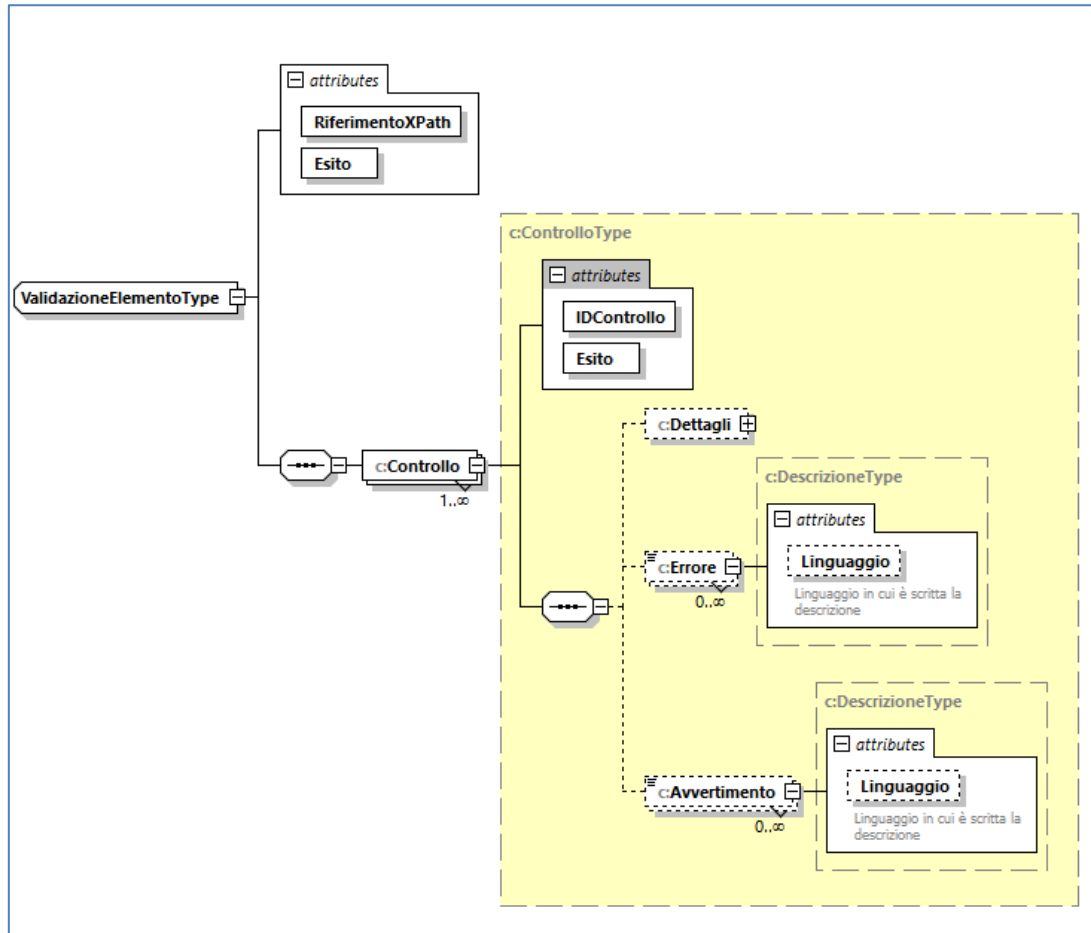 attributes
RiferimentoXPath
Esito
ValidazioneElementoType
c:Controllo
1..∞
c:ControlloType
attributes
IDControllo
Esito
c:Dettagli
c:Errore
0..∞
c:DescrizioneType
attributes
Linguaggio
Linguaggio in cui è scritta la
descrizione
c:Avvertimento
0..∞
c:DescrizioneType
attributes
Linguaggio
Linguaggio in cui è scritta la
descrizione